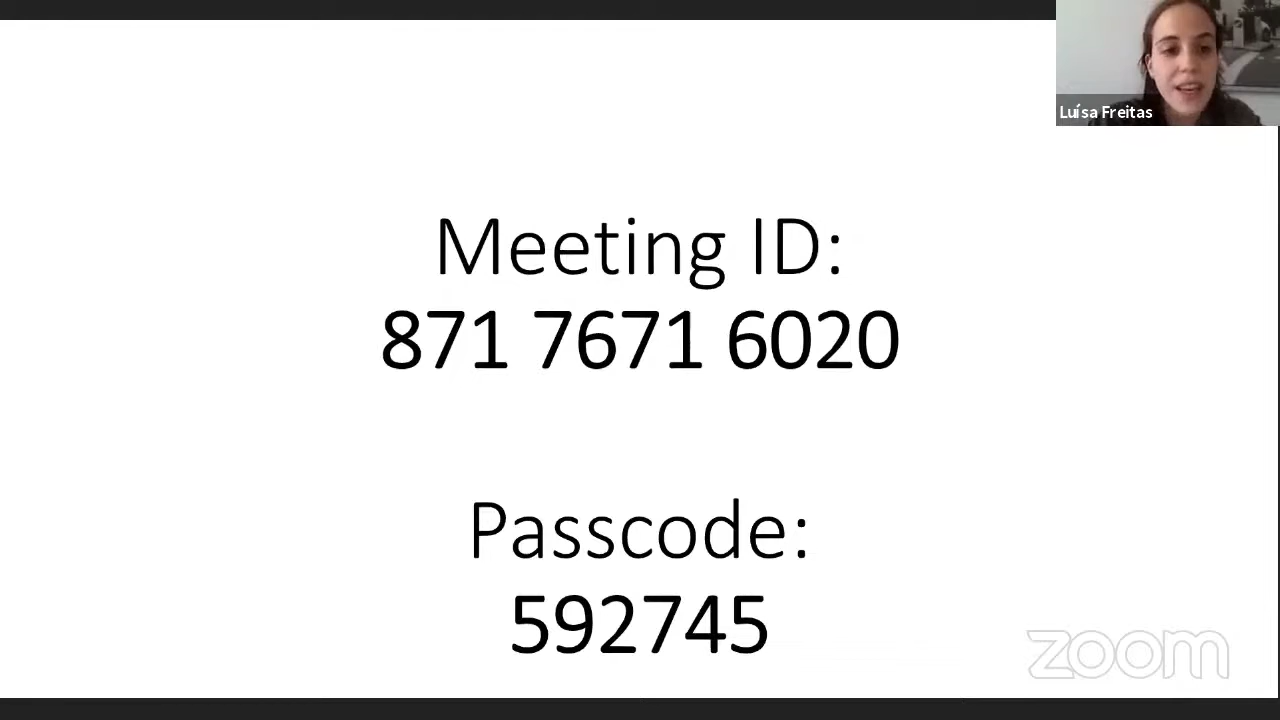 Luísa Freitas
Meeting ID:
871 7671 6020
Passcode:
592745
zoom